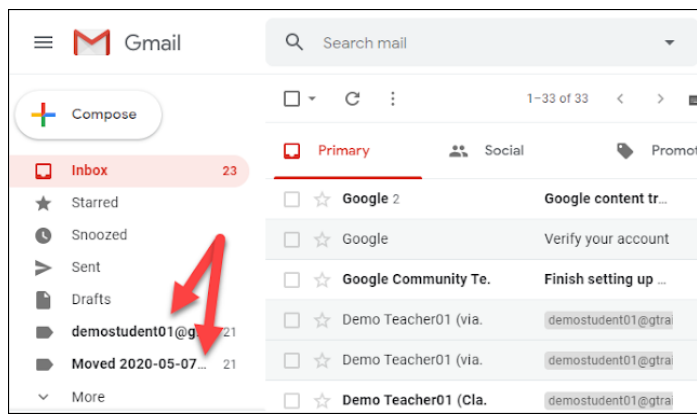 Gmail
Search mail
Compose
1–33 of 33
Primary
Social
Promot
Inbox 23
Starred
Snoozed
Sent
Drafts
demostudent01@g 21
Moved 2020-05-07... 21
More
Google 2 Google content tr...
Google Verify your account
Google Community Te. Finish setting up ...
Demo Teacher01 (via. demostudent01@gtrai
Demo Teacher01 (via. demostudent01@gtrai
Demo Teacher01 (Cla. demostudent01@gtrai